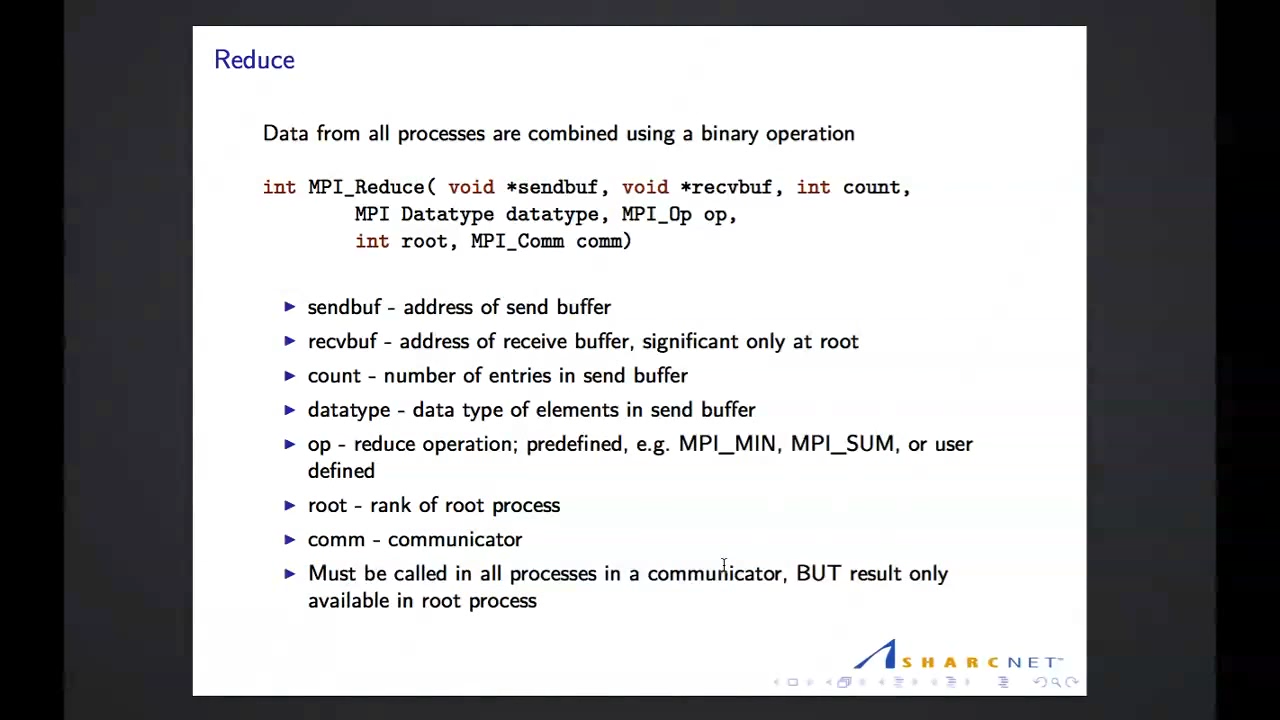 Reduce
Data from all processes are combined using a binary operation
int MPI_Reduce( void *sendbuf, void *recvbuf, int count,
MPI Datatype datatype, MPI_Op op,
int root, MPI_Comm comm)
► sendbuf - address of send buffer
► recvbuf - address of receive buffer, significant only at root
► count - number of entries in send buffer
► datatype - data type of elements in send buffer
► op - reduce operation; predefined, e.g. MPI_MIN, MPI_SUM, or user
defined
► root - rank of root process
► comm - communicator
► Must be called in all processes in a communicator, BUT result only
available in root process
SHARCNET™